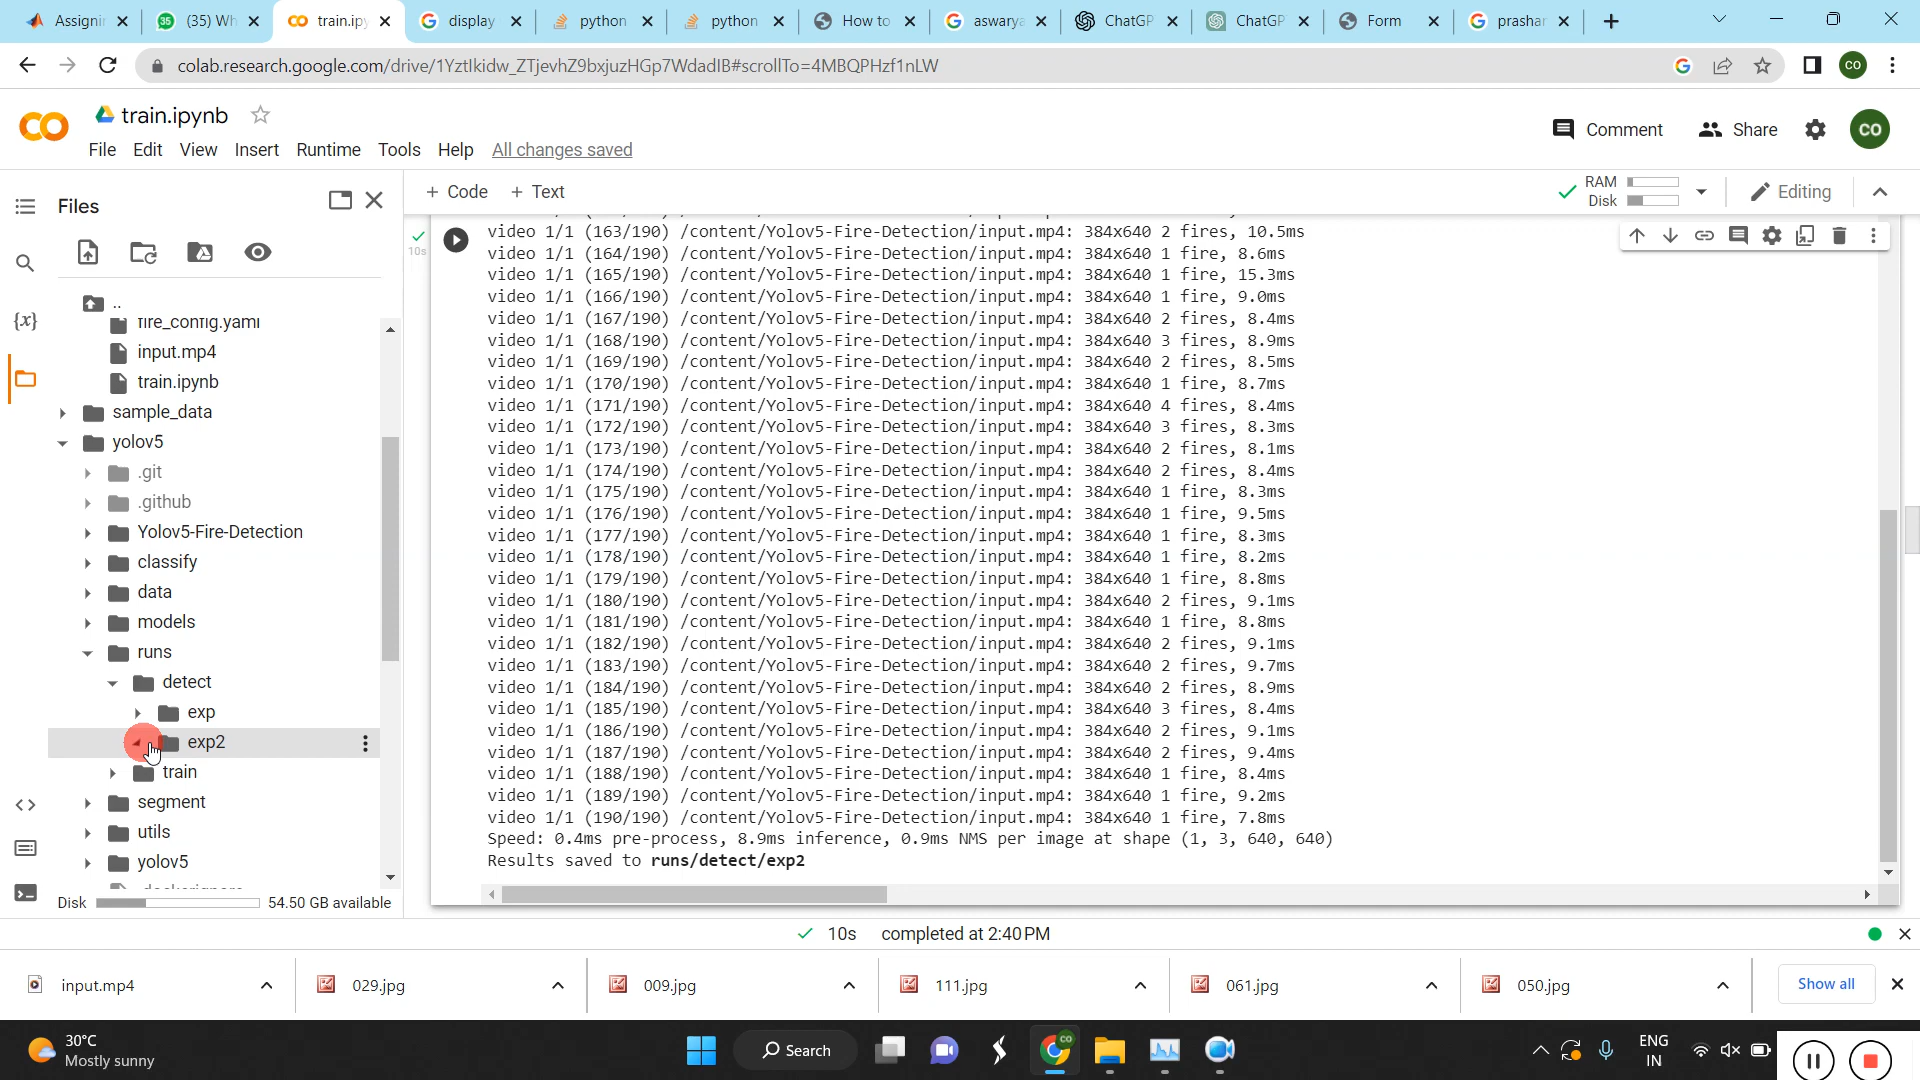 Assignm
(35) Wh
train.ipy
display
python
python
How to
aswarya
ChatGP
ChatGP
Form
prashar
colab.research.google.com/drive/1YztIkidw_ZTjevhZ9bxjuzHGp7WdadIB#scrollTo=4MBQPHzf1nLW
CO
train.ipynb
File Edit View Insert Runtime Tools Help All changes saved
Comment Share CO
Files
+ Code + Text
RAM
Disk
Editing
..
fire_config.yaml
input.mp4
train.ipynb
sample_data
yolov5
.git
.github
Yolov5-Fire-Detection
classify
data
models
runs
detect
exp
exp2
train
segment
utils
yolov5
.dockerignore
Disk 54.50 GB available
10s
video 1/1 (163/190) /content/Yolov5-Fire-Detection/input.mp4: 384x640 2 fires, 10.5ms
video 1/1 (164/190) /content/Yolov5-Fire-Detection/input.mp4: 384x640 1 fire, 8.6ms
video 1/1 (165/190) /content/Yolov5-Fire-Detection/input.mp4: 384x640 1 fire, 15.3ms
video 1/1 (166/190) /content/Yolov5-Fire-Detection/input.mp4: 384x640 1 fire, 9.0ms
video 1/1 (167/190) /content/Yolov5-Fire-Detection/input.mp4: 384x640 2 fires, 8.4ms
video 1/1 (168/190) /content/Yolov5-Fire-Detection/input.mp4: 384x640 3 fires, 8.9ms
video 1/1 (169/190) /content/Yolov5-Fire-Detection/input.mp4: 384x640 2 fires, 8.5ms
video 1/1 (170/190) /content/Yolov5-Fire-Detection/input.mp4: 384x640 1 fire, 8.7ms
video 1/1 (171/190) /content/Yolov5-Fire-Detection/input.mp4: 384x640 4 fires, 8.4ms
video 1/1 (172/190) /content/Yolov5-Fire-Detection/input.mp4: 384x640 3 fires, 8.3ms
video 1/1 (173/190) /content/Yolov5-Fire-Detection/input.mp4: 384x640 2 fires, 8.1ms
video 1/1 (174/190) /content/Yolov5-Fire-Detection/input.mp4: 384x640 2 fires, 8.4ms
video 1/1 (175/190) /content/Yolov5-Fire-Detection/input.mp4: 384x640 1 fire, 8.3ms
video 1/1 (176/190) /content/Yolov5-Fire-Detection/input.mp4: 384x640 1 fire, 9.5ms
video 1/1 (177/190) /content/Yolov5-Fire-Detection/input.mp4: 384x640 1 fire, 8.3ms
video 1/1 (178/190) /content/Yolov5-Fire-Detection/input.mp4: 384x640 1 fire, 8.2ms
video 1/1 (179/190) /content/Yolov5-Fire-Detection/input.mp4: 384x640 1 fire, 8.8ms
video 1/1 (180/190) /content/Yolov5-Fire-Detection/input.mp4: 384x640 2 fires, 9.1ms
video 1/1 (181/190) /content/Yolov5-Fire-Detection/input.mp4: 384x640 1 fire, 8.8ms
video 1/1 (182/190) /content/Yolov5-Fire-Detection/input.mp4: 384x640 2 fires, 9.1ms
video 1/1 (183/190) /content/Yolov5-Fire-Detection/input.mp4: 384x640 2 fires, 9.7ms
video 1/1 (184/190) /content/Yolov5-Fire-Detection/input.mp4: 384x640 2 fires, 8.9ms
video 1/1 (185/190) /content/Yolov5-Fire-Detection/input.mp4: 384x640 3 fires, 8.4ms
video 1/1 (186/190) /content/Yolov5-Fire-Detection/input.mp4: 384x640 2 fires, 9.1ms
video 1/1 (187/190) /content/Yolov5-Fire-Detection/input.mp4: 384x640 2 fires, 9.4ms
video 1/1 (188/190) /content/Yolov5-Fire-Detection/input.mp4: 384x640 1 fire, 8.4ms
video 1/1 (189/190) /content/Yolov5-Fire-Detection/input.mp4: 384x640 1 fire, 9.2ms
video 1/1 (190/190) /content/Yolov5-Fire-Detection/input.mp4: 384x640 1 fire, 7.8ms
Speed: 0.4ms pre-process, 8.9ms inference, 0.9ms NMS per image at shape (1, 3, 640, 640)
Results saved to runs/detect/exp2
10s completed at 2:40 PM
input.mp4
029.jpg
009.jpg
111.jpg
061.jpg
050.jpg
Show all
30°C
Mostly sunny
Search
ENG
IN